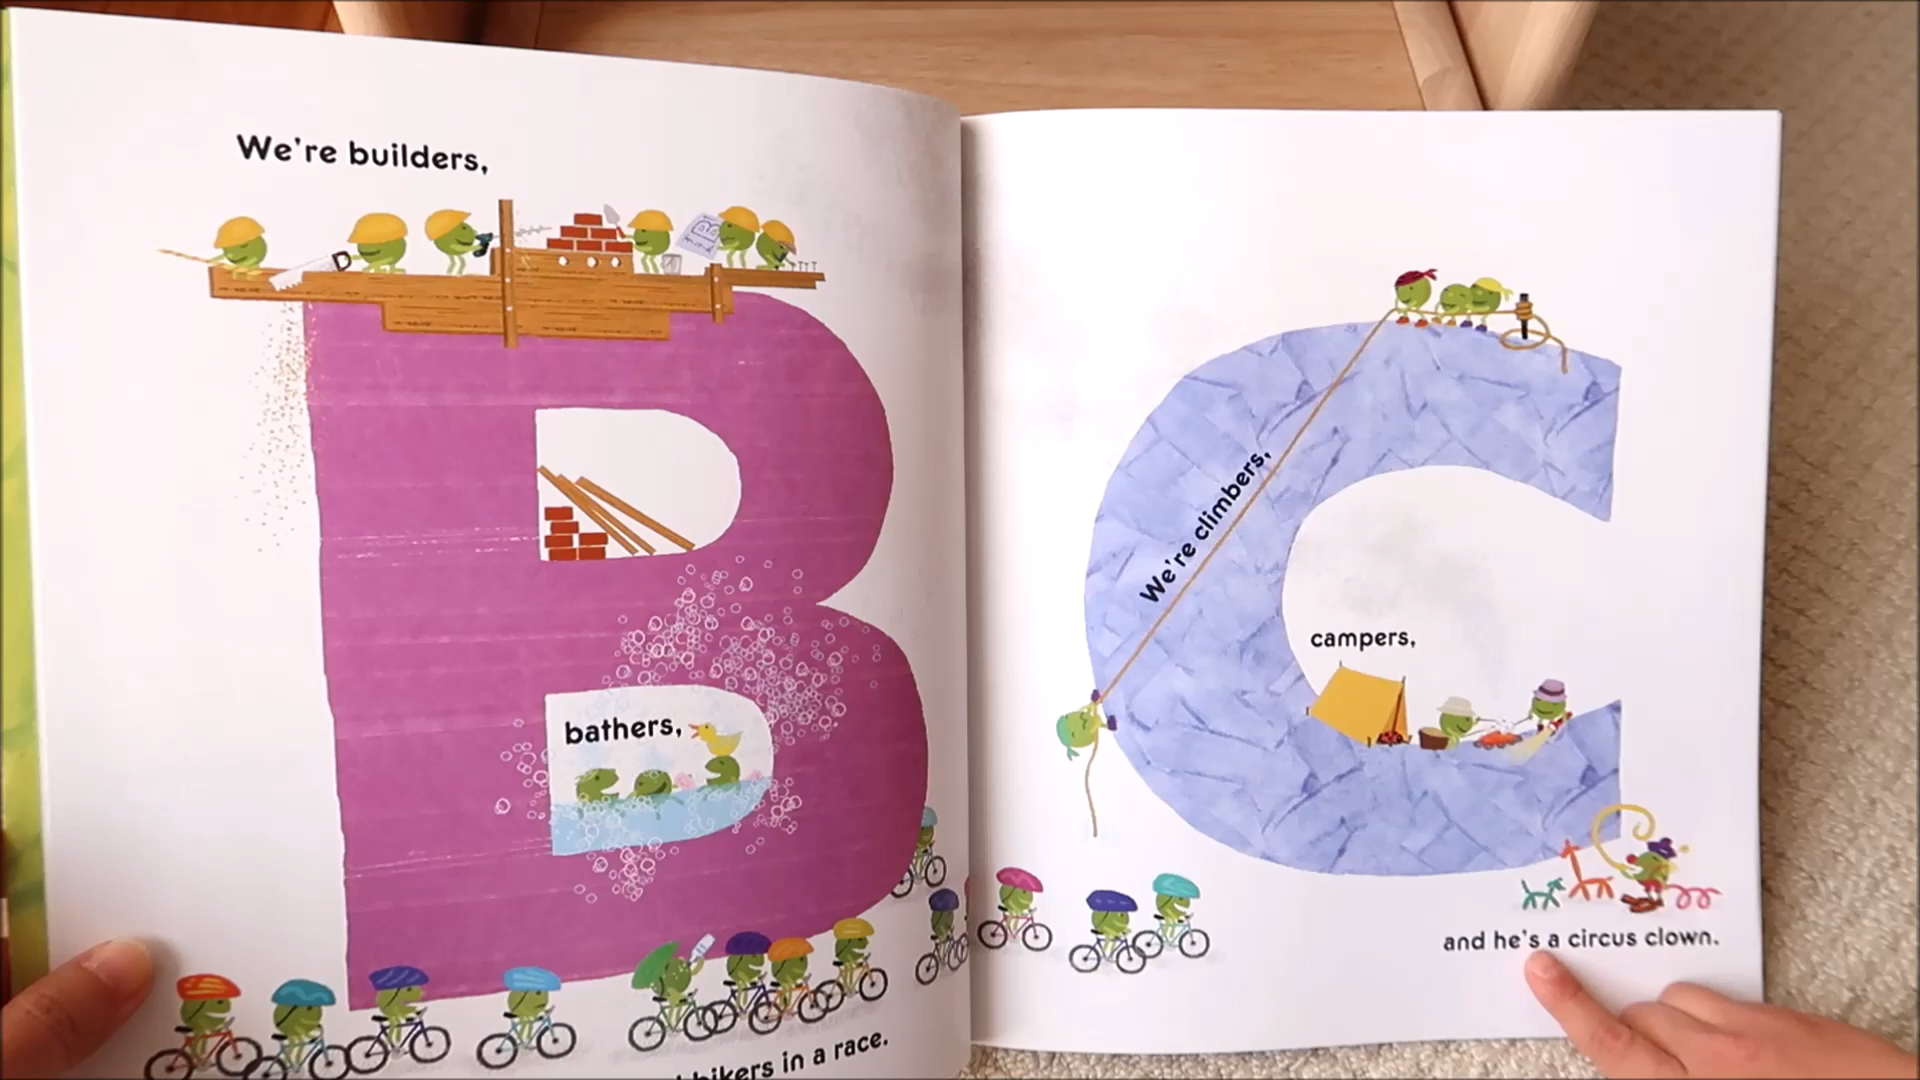 We're builders,
bathers,
bikers in a race.
We're climbers,
campers,
and he's a circus clown.